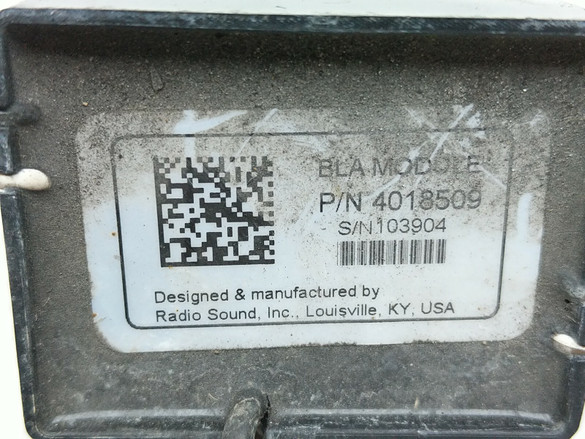 BLA MODULE
P/N 4018509
S/N103904
Designed & manufactured by
Radio Sound, Inc., Louisville, KY, USA